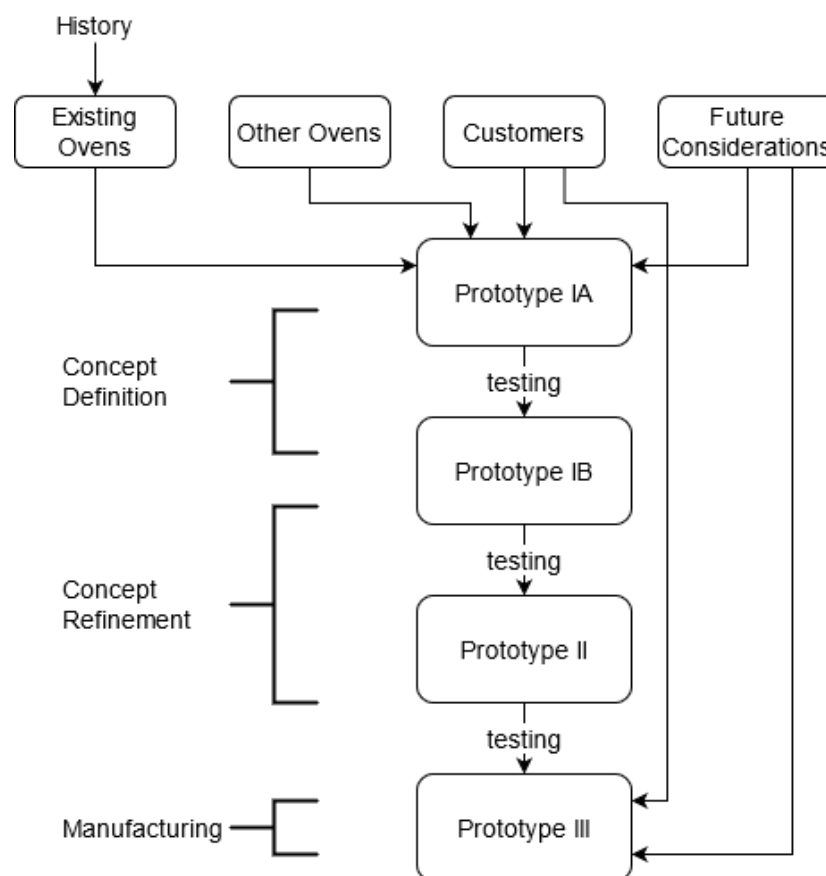 History
Existing
Ovens
Other Ovens
Customers
Future
Considerations
Prototype IA
Concept
Definition
testing
Prototype IB
testing
Concept
Refinement
Prototype II
testing
Manufacturing
Prototype III